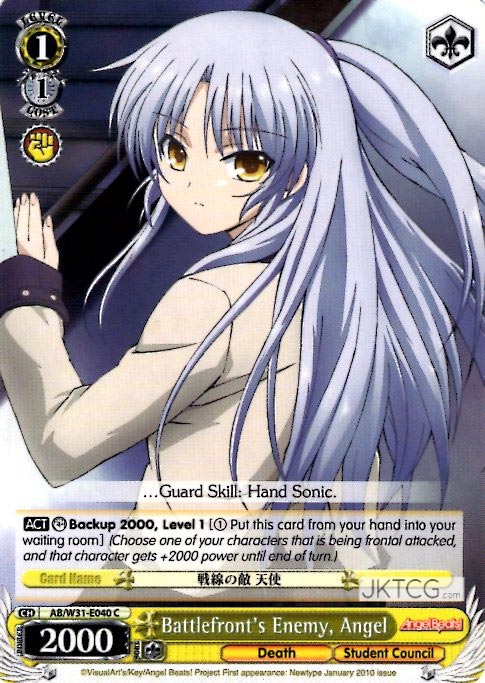 LEVEL
1
1
COST
...Guard Skill: Hand Sonic.
ACT Backup 2000, Level 1 [① Put this card from your hand into your
waiting room] (Choose one of your characters that is being frontal attacked,
and that character gets +2000 power until end of turn.)
Card Name 戦線の敵 天使
JKTCG.com
CH AB/W31-E040 C
POWER 2000 SOUL
Battlefront's Enemy, Angel
Angel Beats!
Death Student Council
©VisualArt's/Key/Angel Beats! Project First appearance: Newtype January 2010 issue